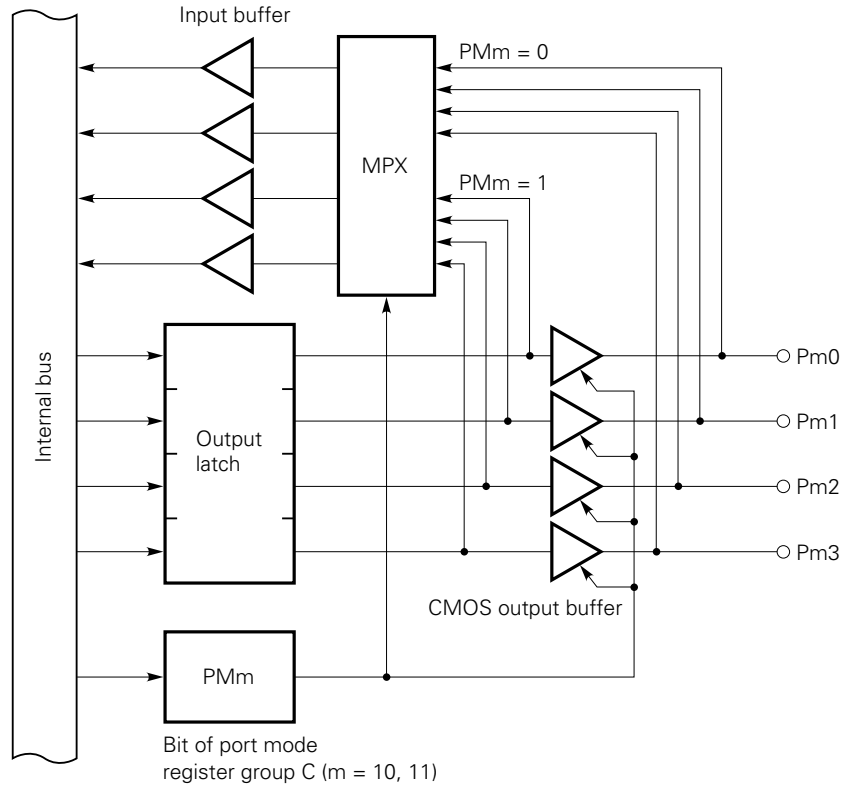 Input buffer
PMm = 0
MPX
PMm = 1
Internal bus
Output
latch
Pm0
Pm1
Pm2
Pm3
CMOS output buffer
PMm
Bit of port mode
register group C (m = 10, 11)